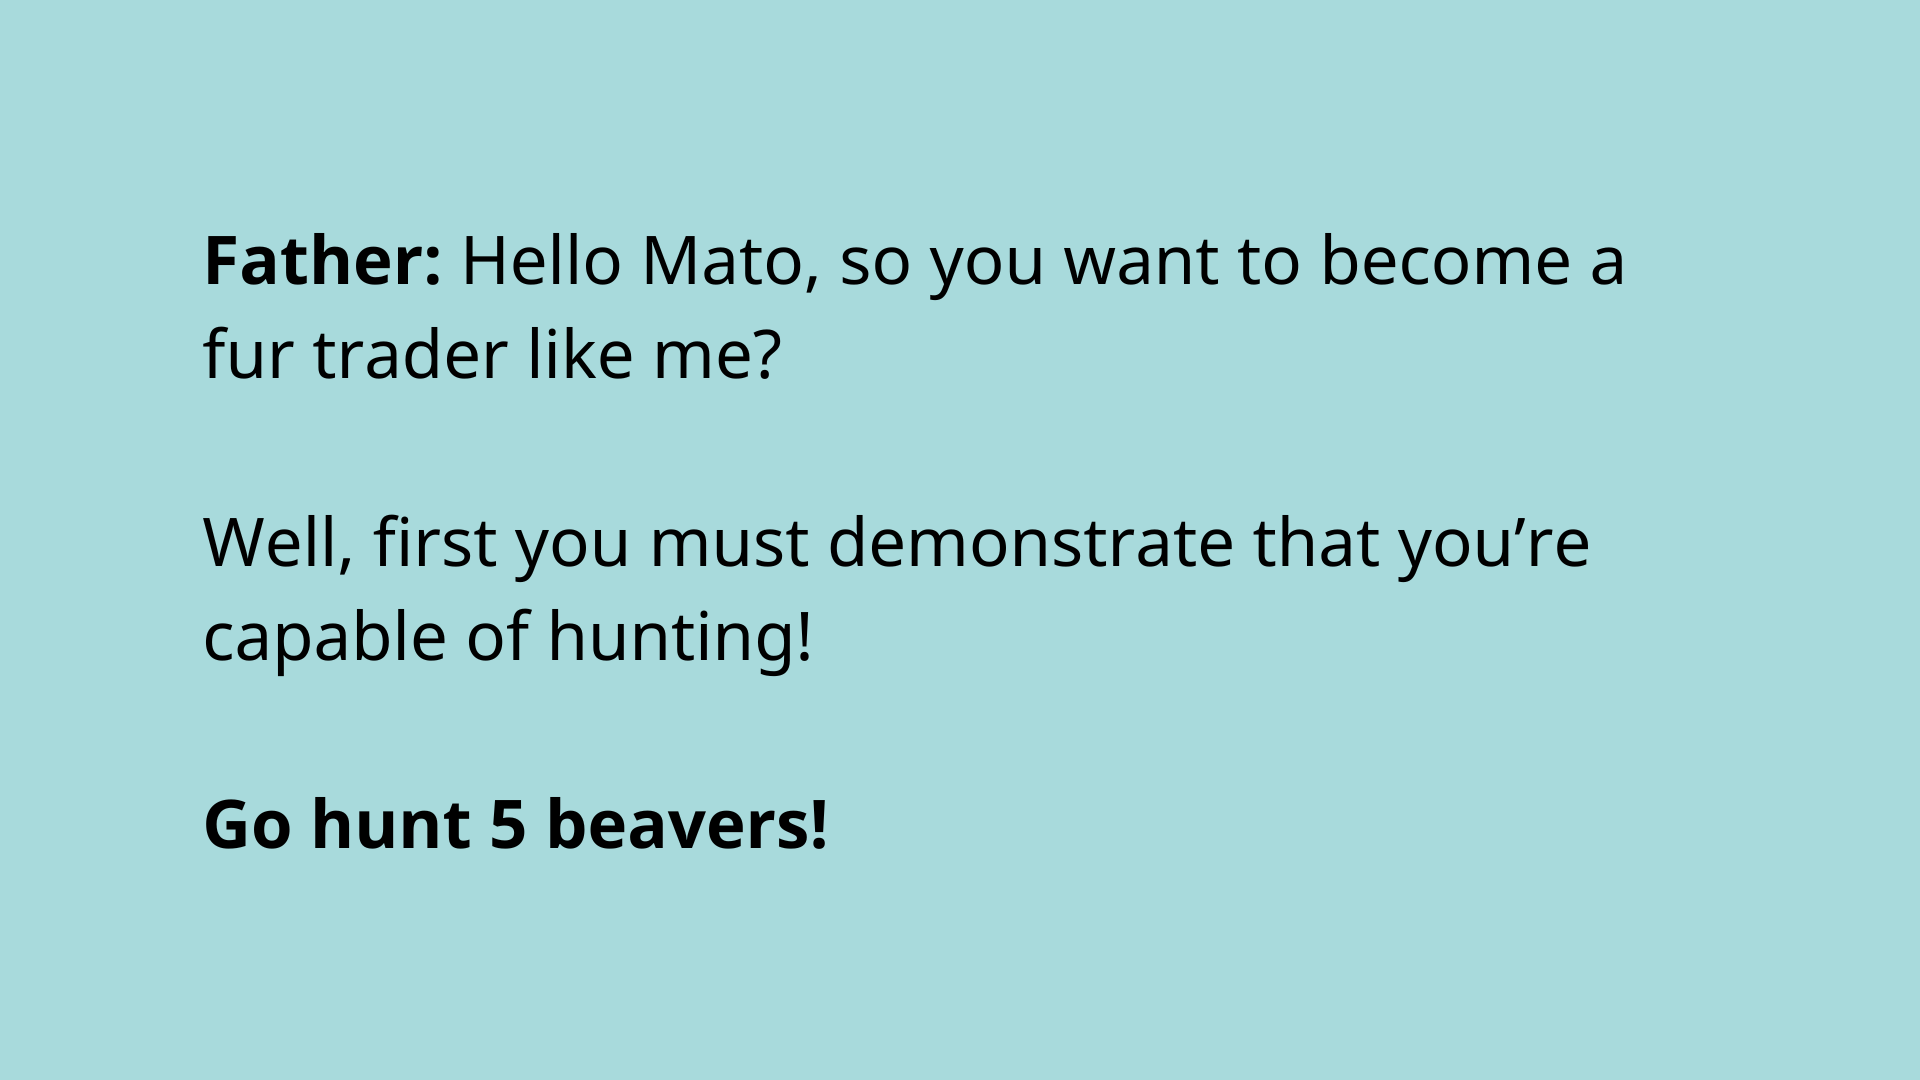 Father: Hello Mato, so you want to become a
fur trader like me?
Well, first you must demonstrate that you’re
capable of hunting!
Go hunt 5 beavers!